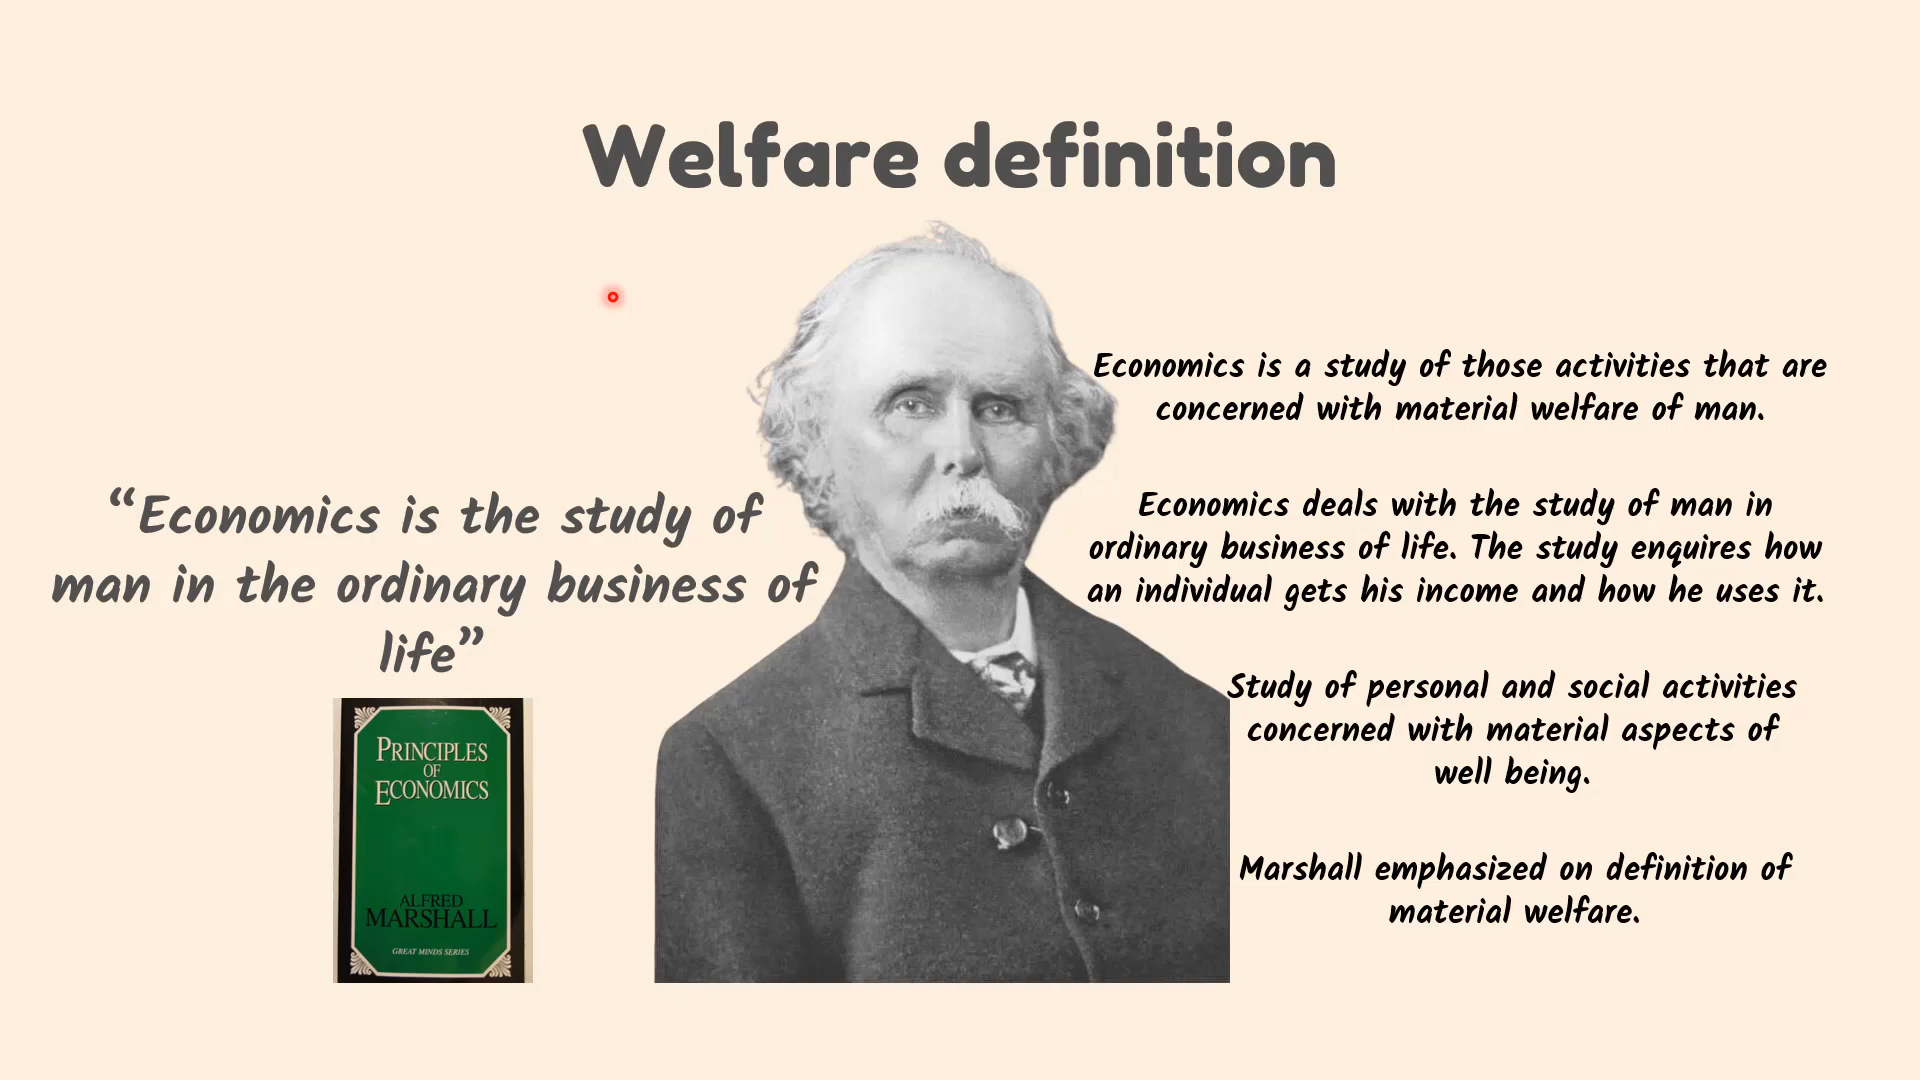 Welfare definition
“Economics is the study of
man in the ordinary business of
life”
PRINCIPLES
OF
ECONOMICS
ALFRED
MARSHALL
GREAT MINDS SERIES
Economics is a study of those activities that are
concerned with material welfare of man.
Economics deals with the study of man in
ordinary business of life. The study enquires how
an individual gets his income and how he uses it.
Study of personal and social activities
concerned with material aspects of
well being.
Marshall emphasized on definition of
material welfare.